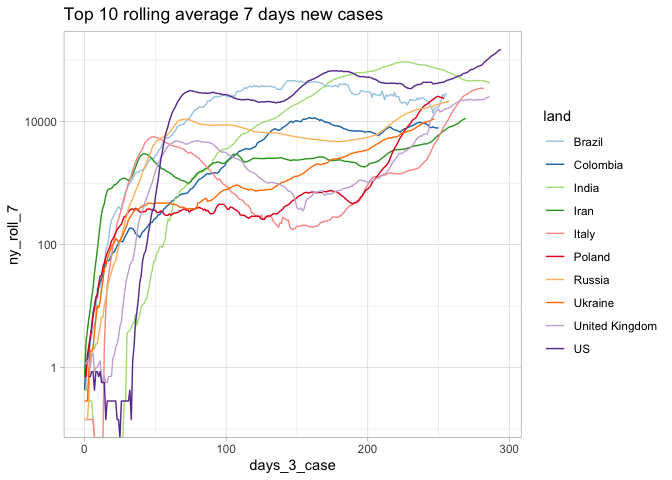 Top 10 rolling average 7 days new cases
ny_roll_7
10000
100
1
0
100
200
300
days_3_case
land
Brazil
Colombia
India
Iran
Italy
Poland
Russia
Ukraine
United Kingdom
US